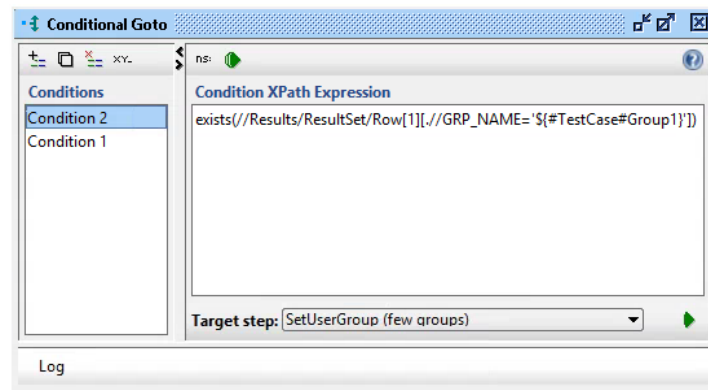 Conditional Goto
XY_
ns:
Conditions
Condition XPath Expression
Condition 2
exists(//Results/ResultSet/Row[1][.//GRP_NAME='${#TestCase#Group1}'])
Condition 1
Target step: SetUserGroup (few groups)
Log